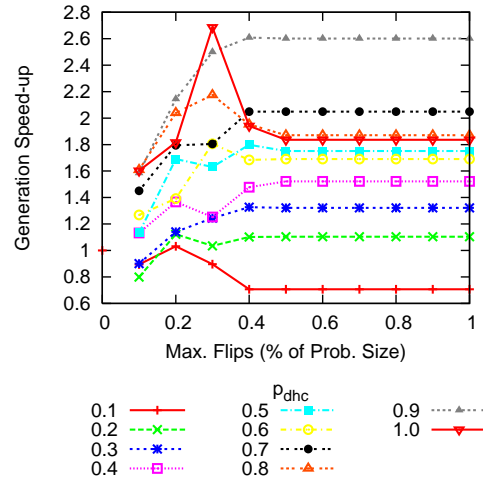 2.8
2.6
2.4
2.2
2
1.8
1.6
1.4
1.2
1
0.8
0.6
Generation Speed-up
0 0.2 0.4 0.6 0.8 1
Max. Flips (% of Prob. Size)
p_dhc
0.1 0.5 0.9
0.2 0.6 1.0
0.3 0.7
0.4 0.8